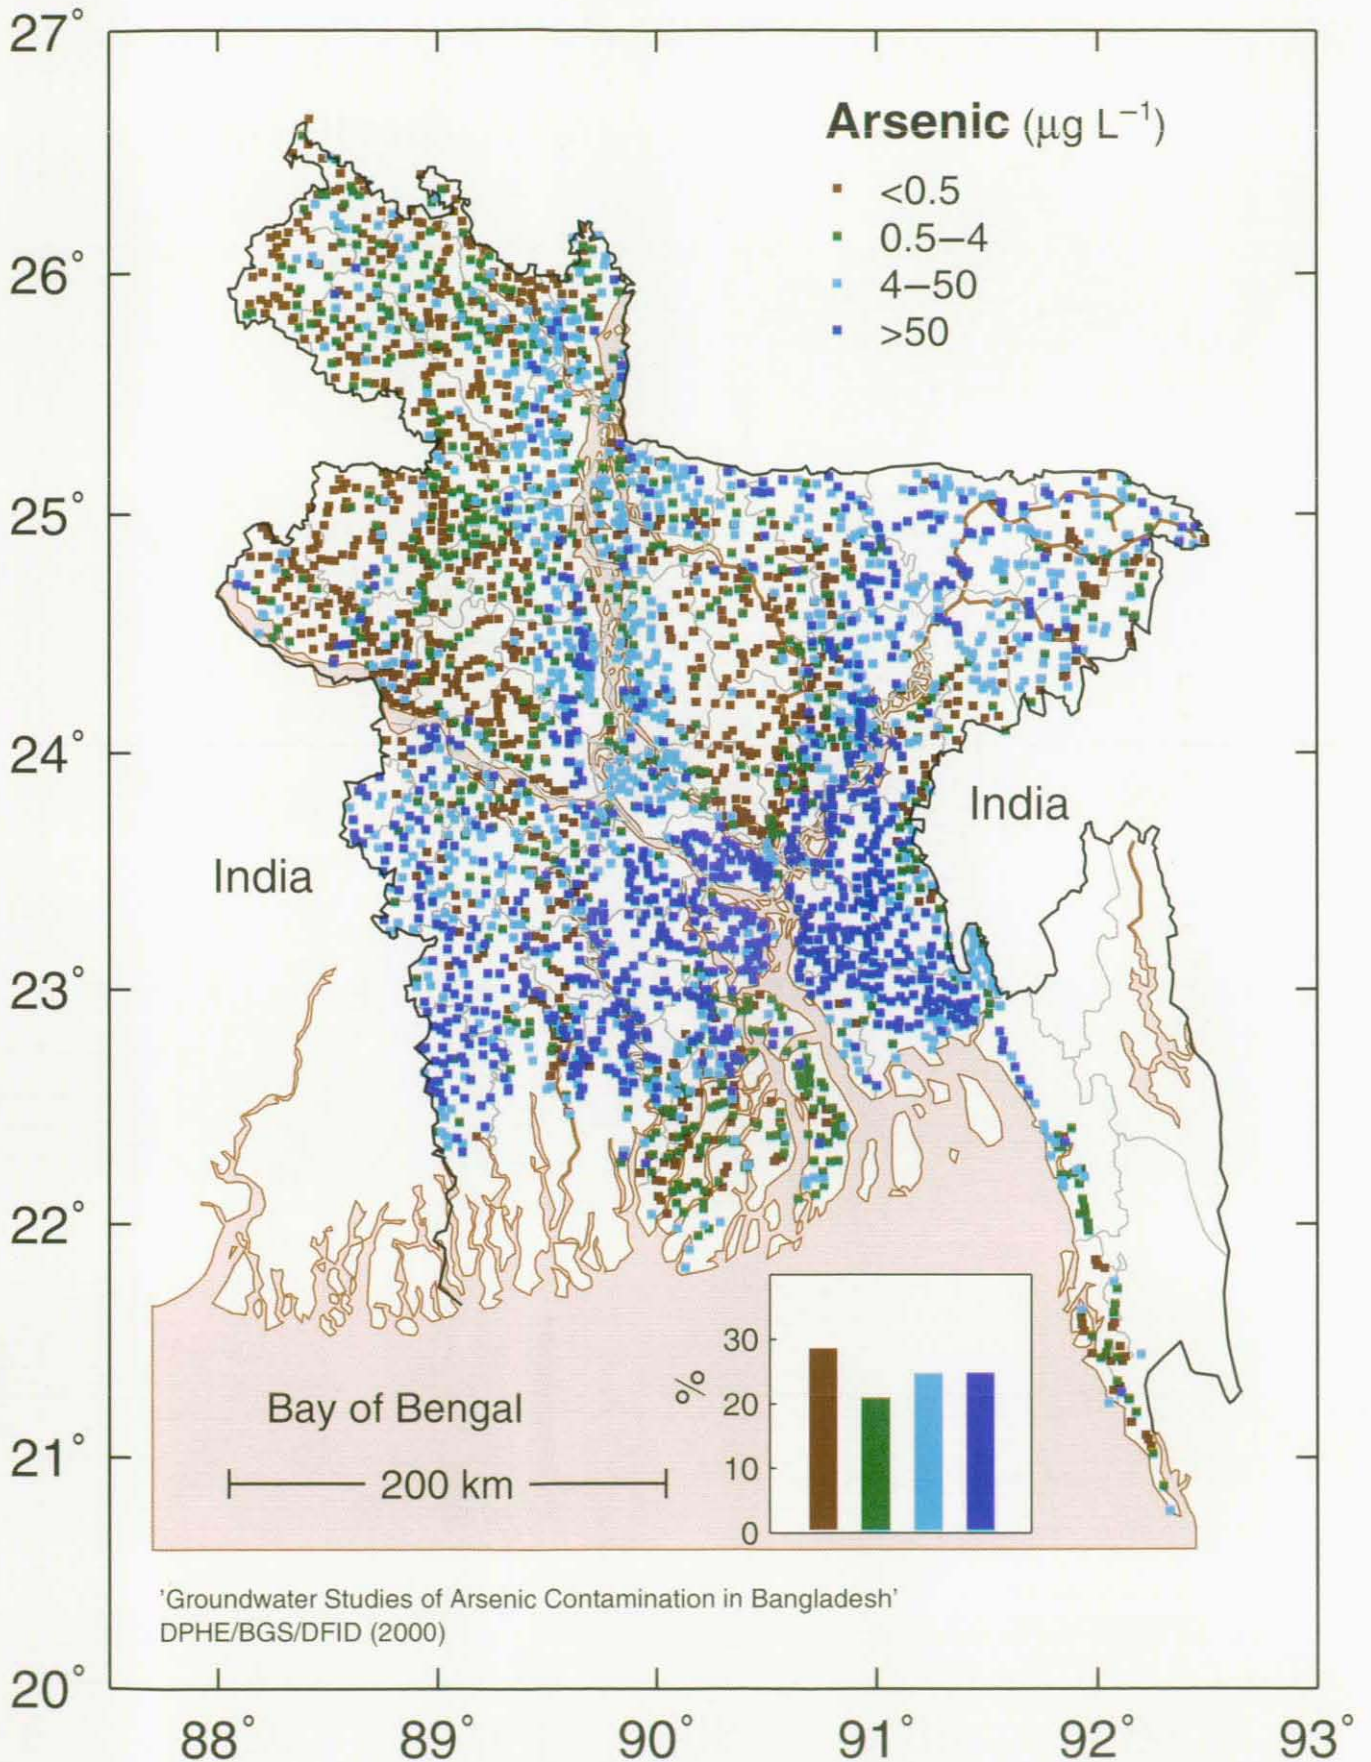 27°
Arsenic (µg L⁻¹)
<0.5
0.5–4
26°
4–50
>50
25°
24°
India
India
23°
22°
30
%
Bay of Bengal
20
21°
200 km
10
0
'Groundwater Studies of Arsenic Contamination in Bangladesh'
DPHE/BGS/DFID (2000)
20°
88° 89° 90° 91° 92° 93°